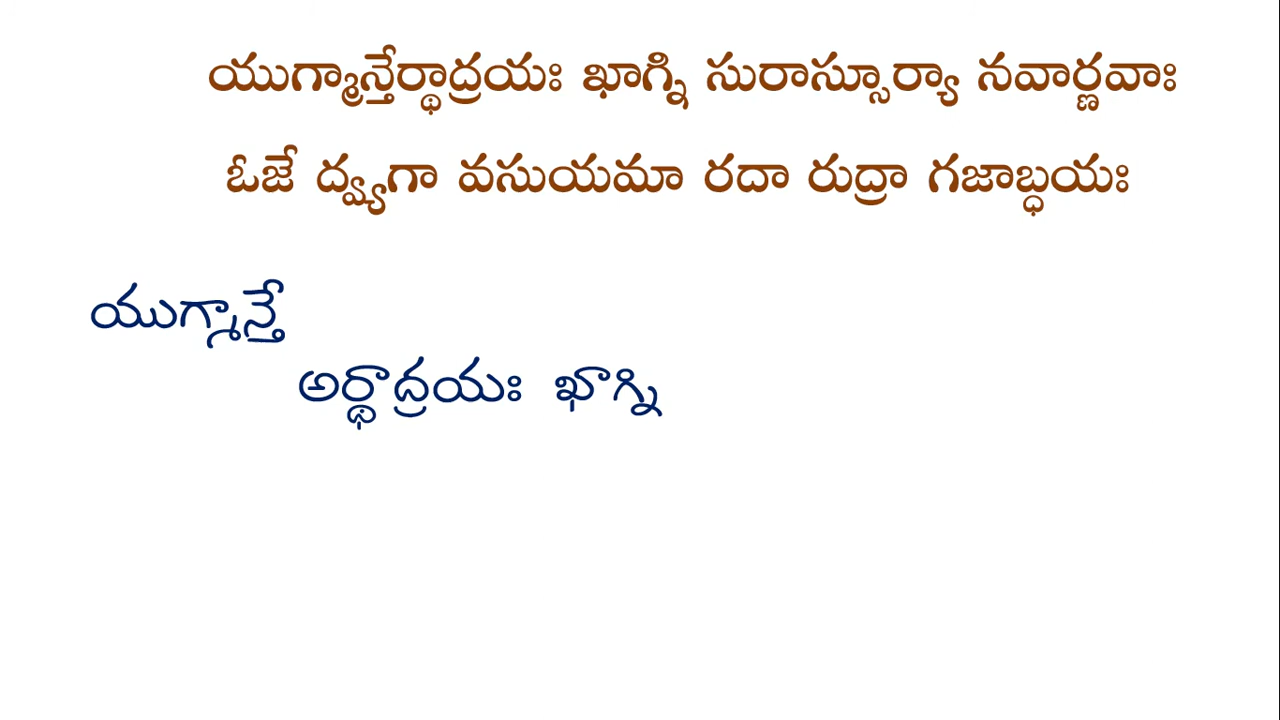 యుగ్మాన్తేర్థాద్రయః ఖాగ్ని సురాస్సూర్యా నవార్ణవాః
ఓజే ద్వ్యగా వసుయమా రదా రుద్రా గజాబ్ధయః
యుగ్మాన్తే
అర్థాద్రయః ఖాగ్ని